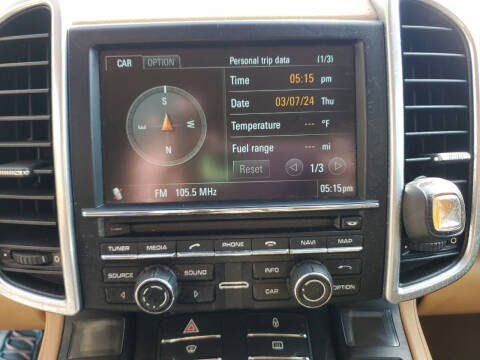 CAR OPTION Personal trip data (1/3)
Time 05:15 pm
Date 03/07/24 Thu
Temperature --- °F
Fuel range --- mi
Reset 1/3
S
E W
N
FM 105.5 MHz 05:15pm
TUNER MEDIA PHONE NAVI MAP
SOURCE SOUND INFO
CAR OPTION